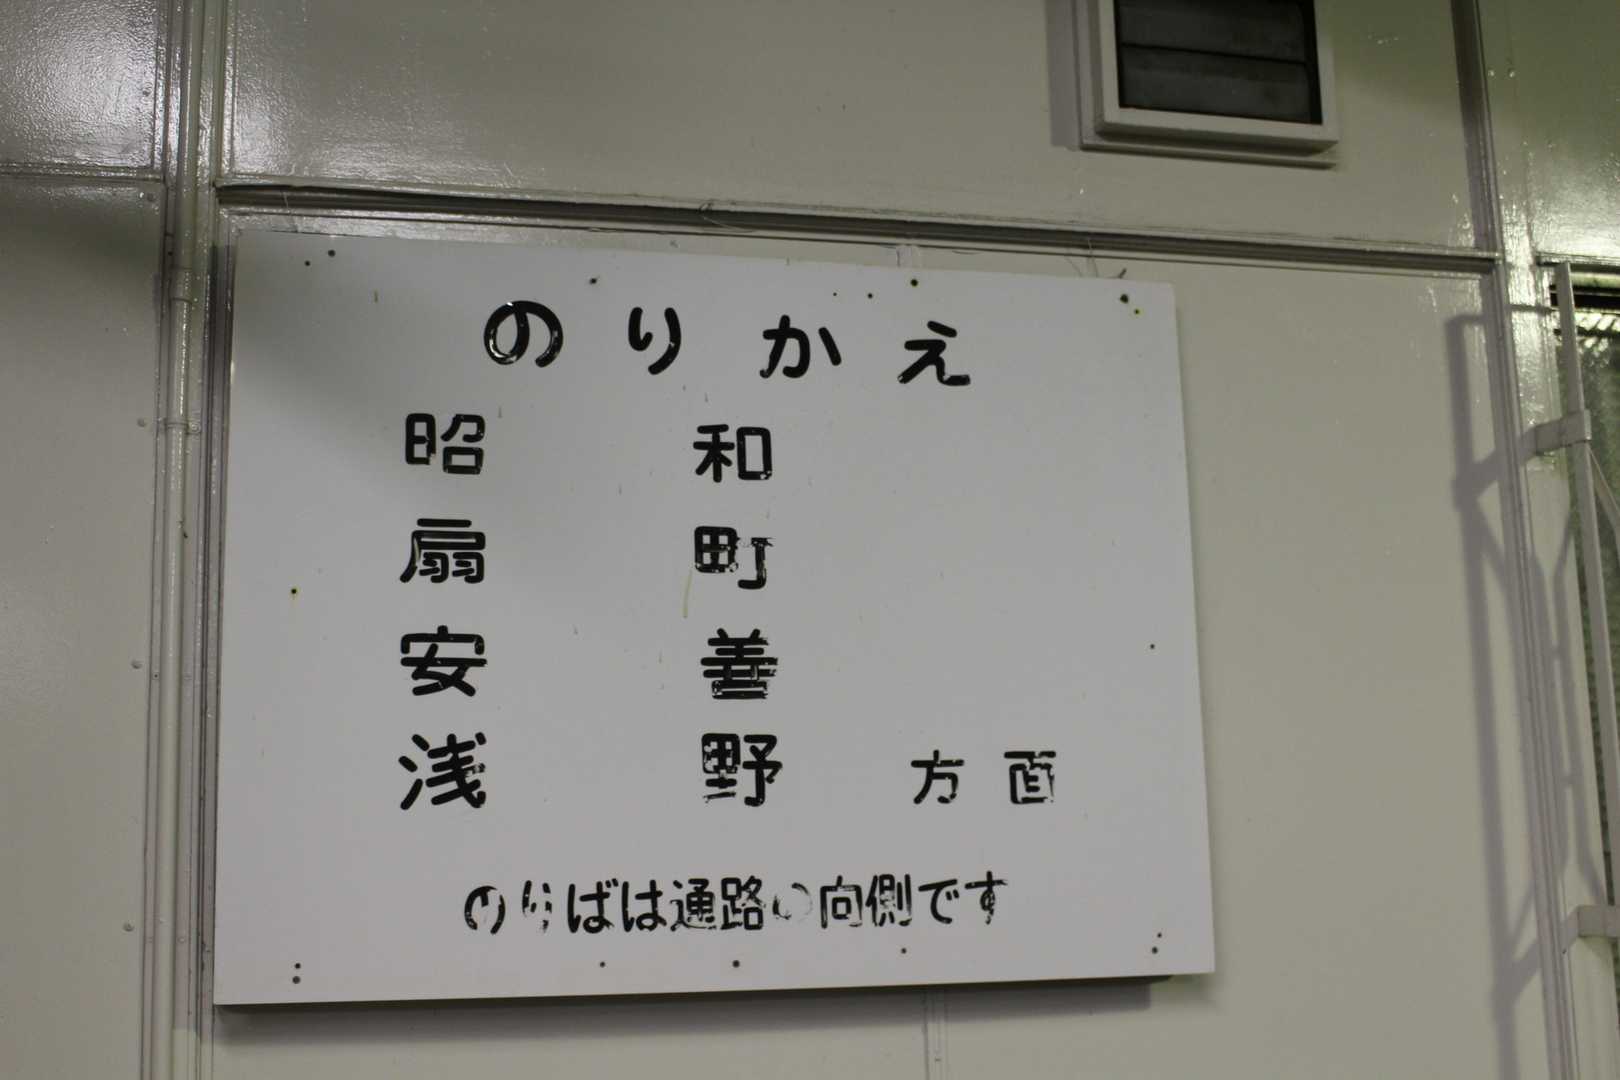 のりかえ
昭和
扇町
安善
浅野 方面
のりばは通路の向側です